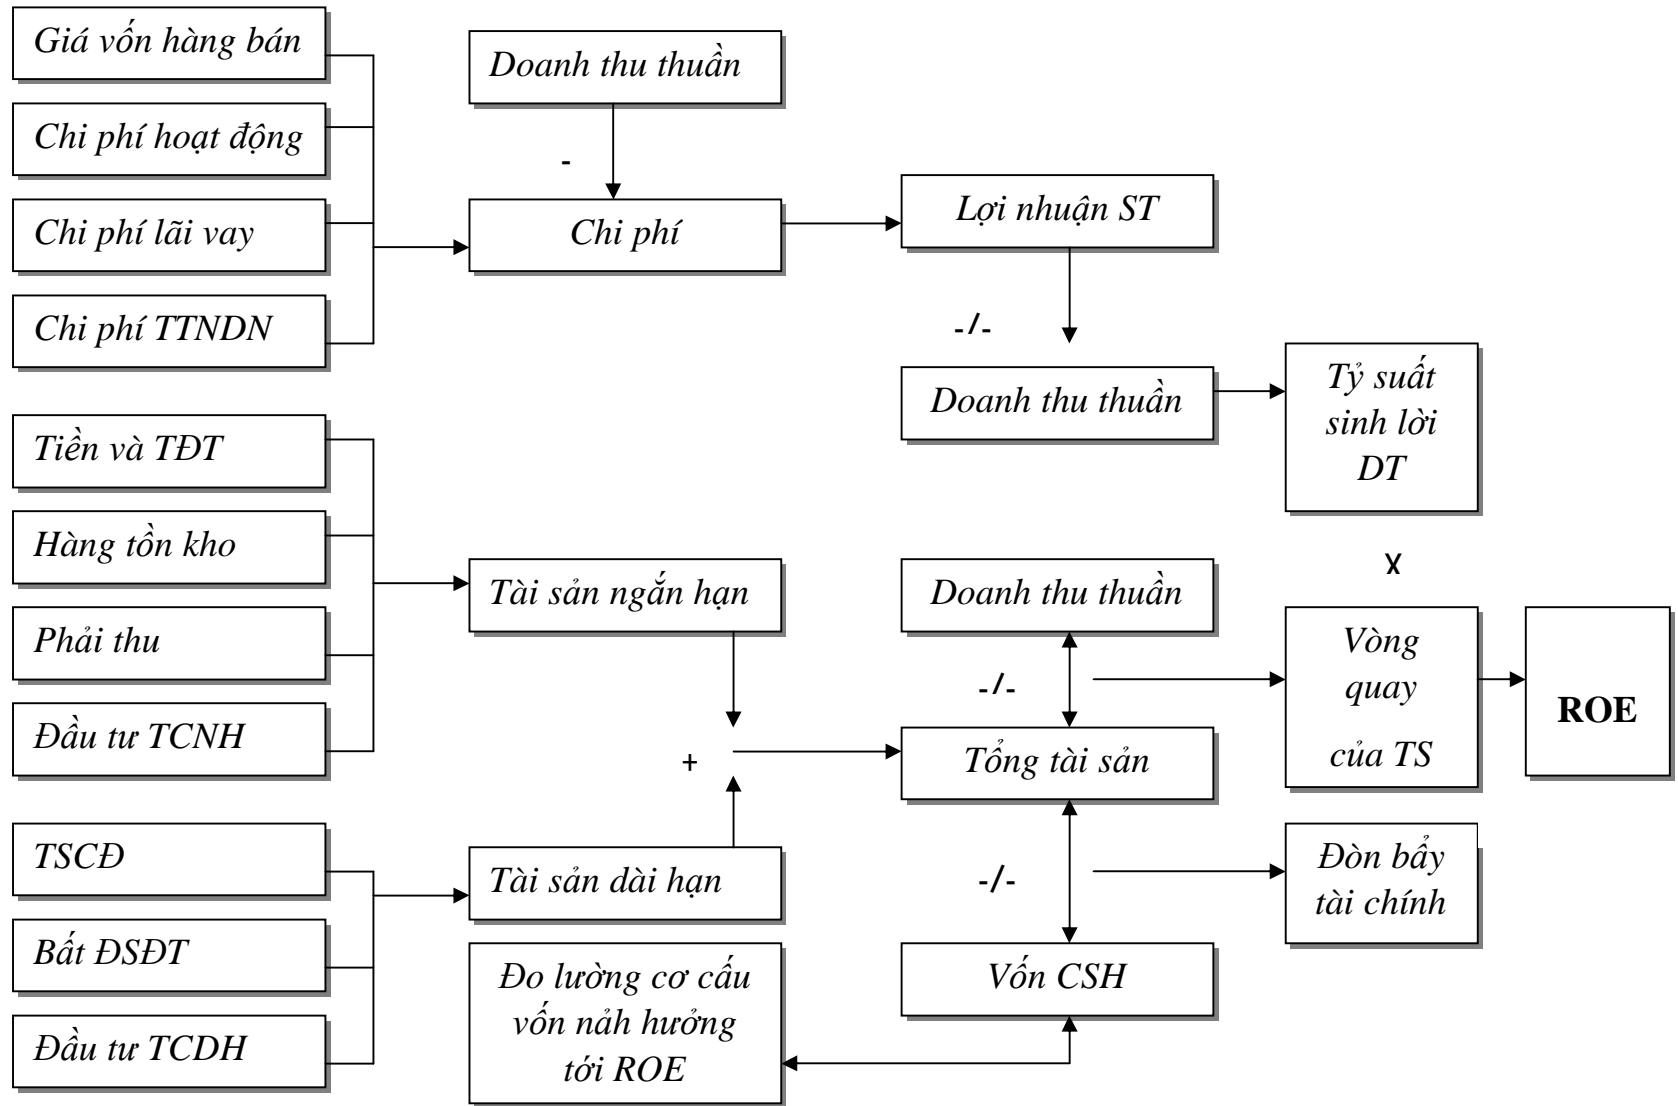 Giá vốn hàng bán
Chi phí hoạt động
Chi phí lãi vay
Chi phí TTNDN
Doanh thu thuần
-
Chi phí
Lợi nhuận ST
-/-
Doanh thu thuần
Tỷ suất
sinh lời
DT
X
Tiền và TĐT
Hàng tồn kho
Phải thu
Đầu tư TCNH
Tài sản ngắn hạn
+
Doanh thu thuần
-/-
Tổng tài sản
Vòng
quay
của TS
ROE
TSCĐ
Bất ĐSĐT
Đầu tư TCDH
Tài sản dài hạn
-/-
Đòn bẩy
tài chính
Đo lường cơ cấu
vốn nảh hưởng
tới ROE
Vốn CSH